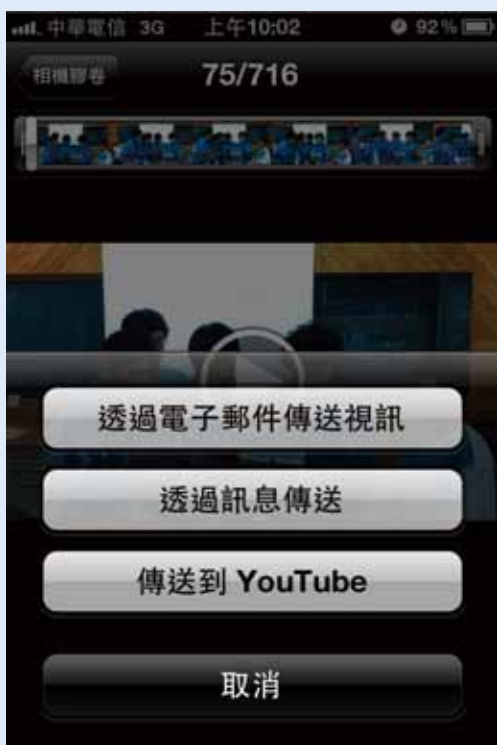 中華電信 3G 上午10:02 92%
相機膠卷 75/716
透過電子郵件傳送視訊
透過訊息傳送
傳送到 YouTube
取消